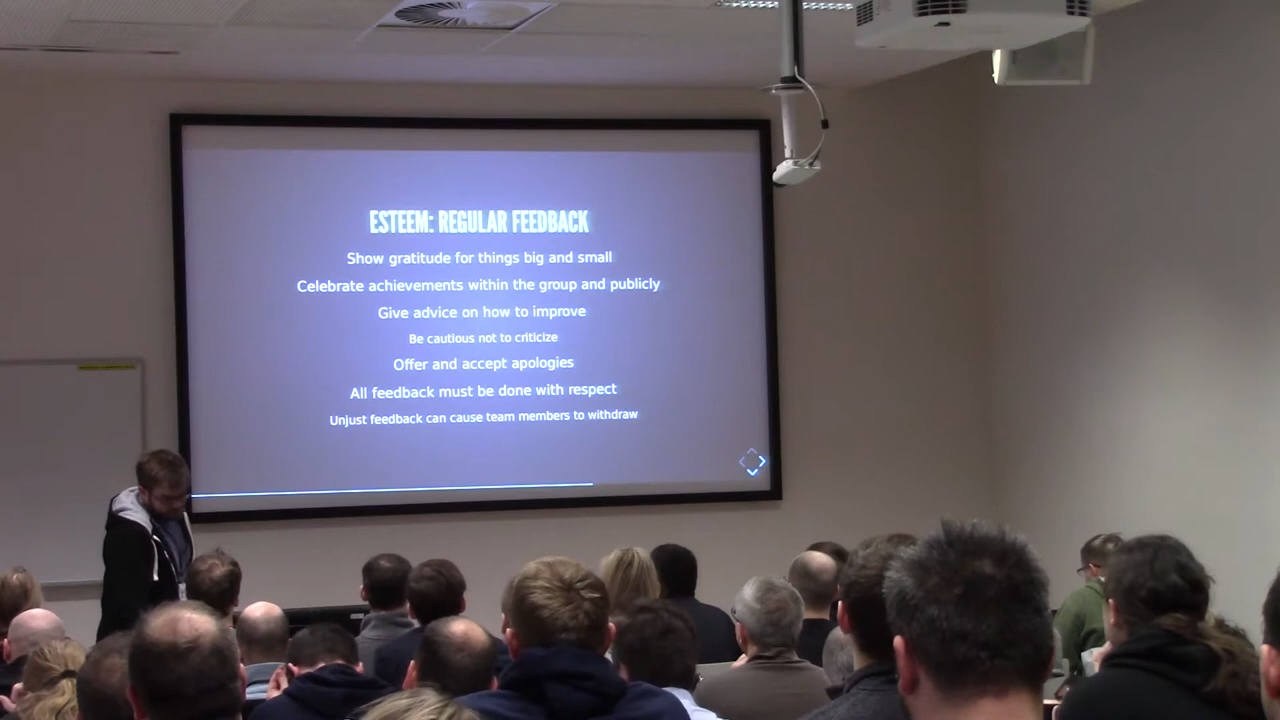 ESTEEM: REGULAR FEEDBACK
Show gratitude for things big and small
Celebrate achievements within the group and publicly
Give advice on how to improve
Be cautious not to criticize
Offer and accept apologies
All feedback must be done with respect
Unjust feedback can cause team members to withdraw